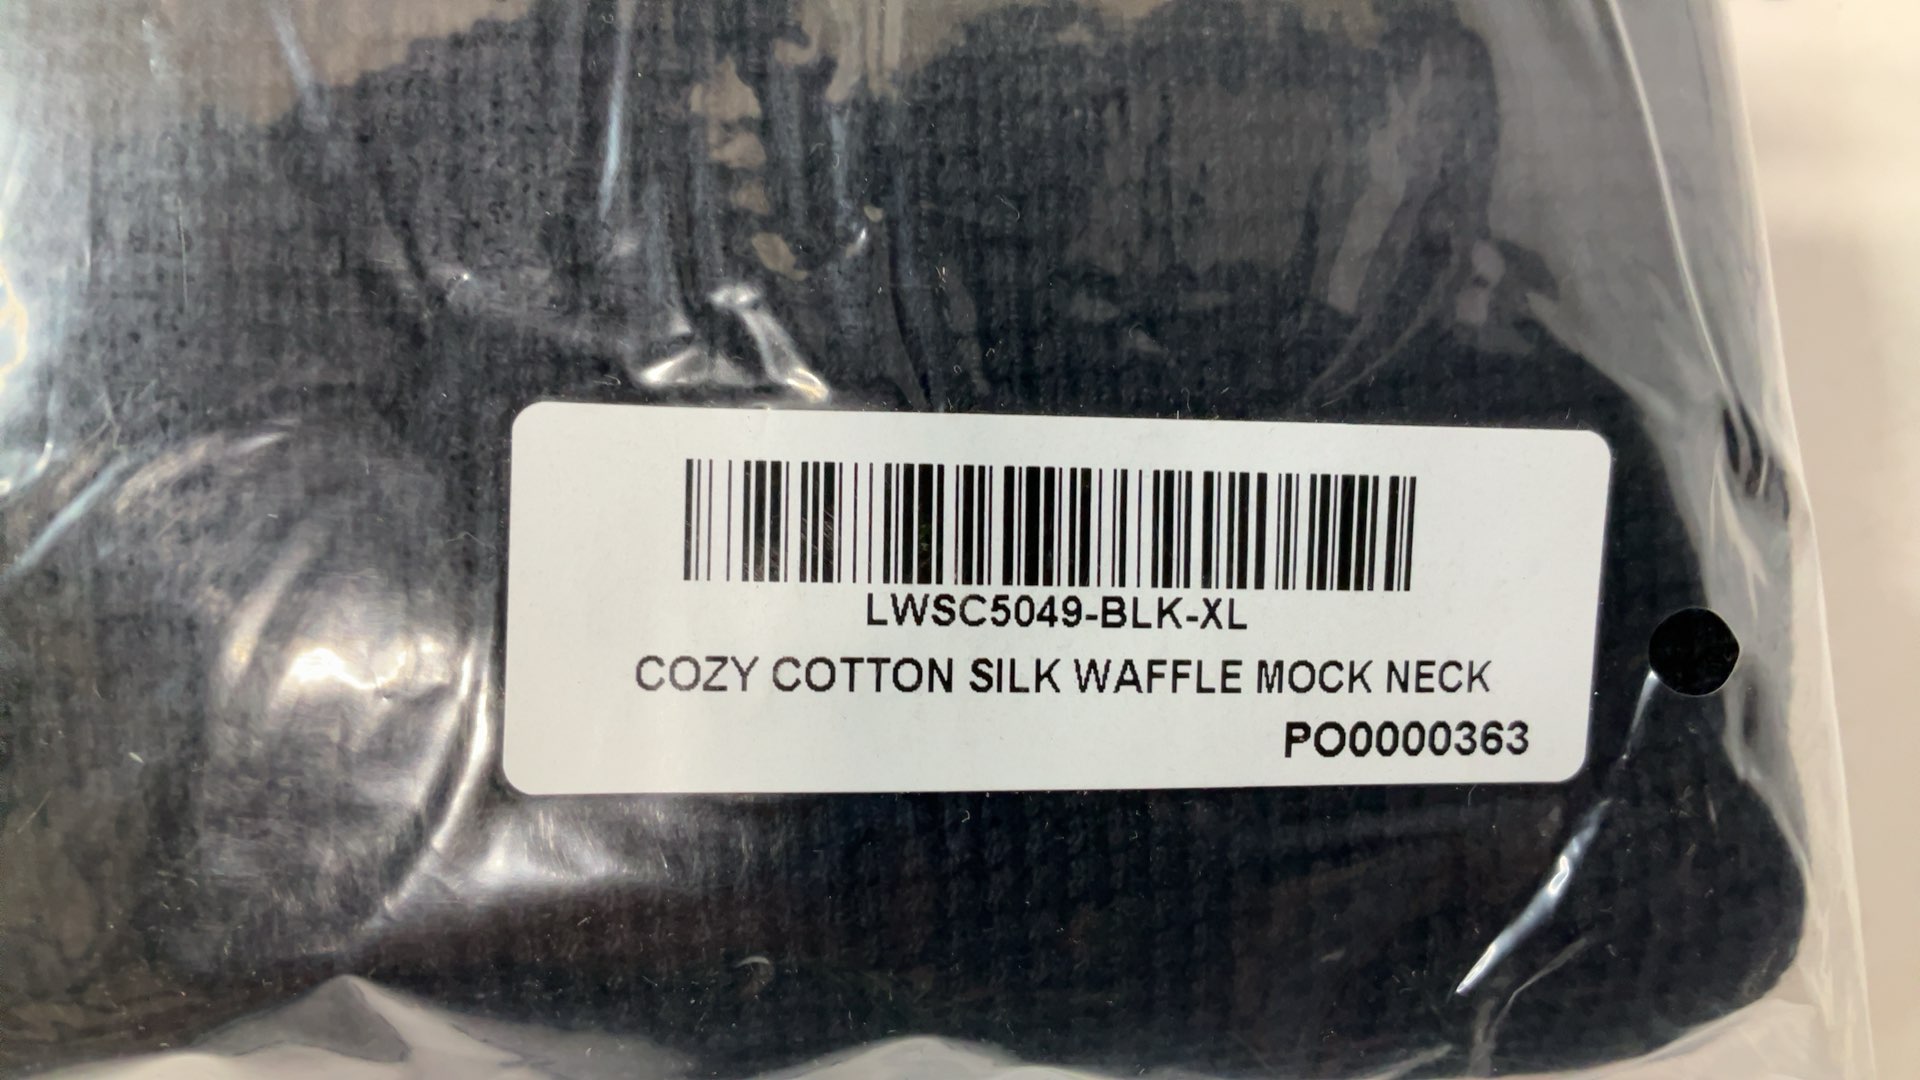 LWSC5049-BLK-XL
COZY COTTON SILK WAFFLE MOCK NECK
PO0000363